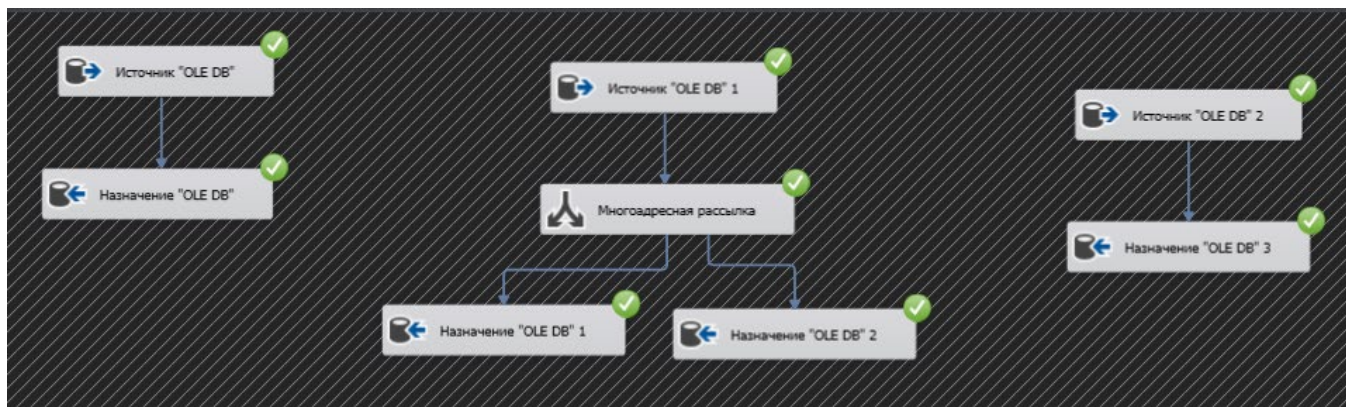 Источник "OLE DB"
Назначение "OLE DB"
Источник "OLE DB" 1
Многоадресная рассылка
Назначение "OLE DB" 1
Назначение "OLE DB" 2
Источник "OLE DB" 2
Назначение "OLE DB" 3